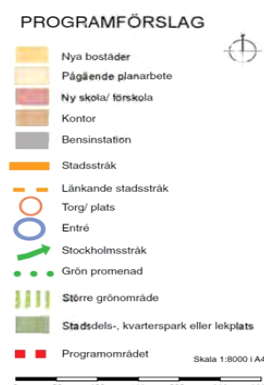 PROGRAMFÖRSLAG
Nya bostäder
Pågående planarbete
Ny skola/ förskola
Kontor
Bensinstation
Stadsstråk
Länkande stadsstråk
Torg/ plats
Entré
Stockholmsstråk
Grön promenad
Större grönområde
Stadsdels-, kvarterspark eller lekplats
Programområdet
Skala 1:8000 i A4